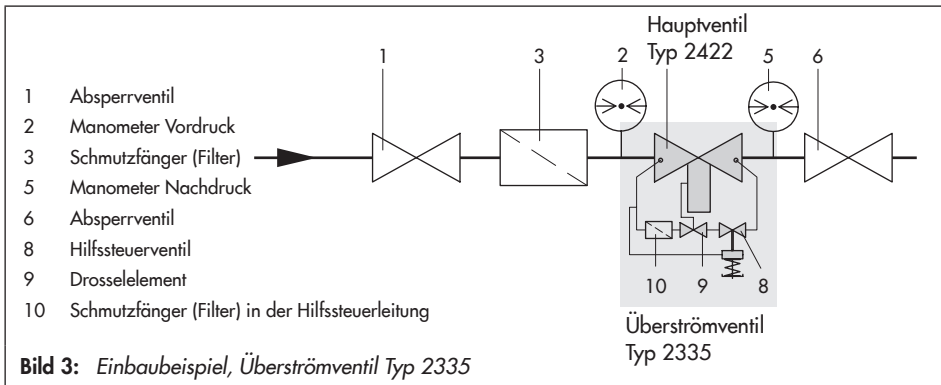 Hauptventil
Typ 2422
1 3 2 5 6
1 Absperrventil
2 Manometer Vordruck
3 Schmutzfänger (Filter)
5 Manometer Nachdruck
6 Absperrventil
8 Hilfssteuerventil
9 Drosselelement
10 Schmutzfänger (Filter) in der Hilfssteuerleitung
10 9 8
Überströmventil
Typ 2335
Bild 3: Einbaubeispiel, Überströmventil Typ 2335